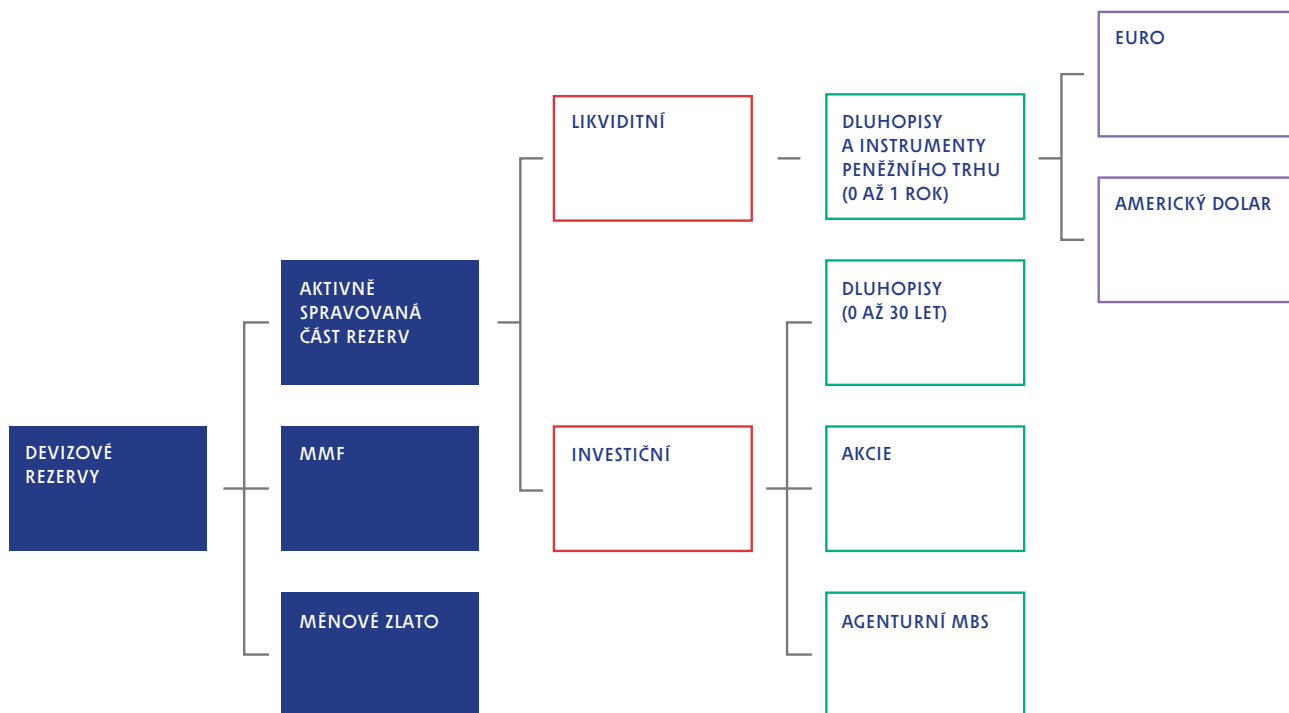 DEVIZOVÉ
REZERVY
AKTIVNĚ
SPRAVOVANÁ
ČÁST REZERV
MMF
MĚNOVÉ ZLATO
LIKVIDITNÍ
INVESTIČNÍ
DLUHOPISY
A INSTRUMENTY
PENĚŽNÍHO TRHU
(0 AŽ 1 ROK)
DLUHOPISY
(0 AŽ 30 LET)
AKCIE
AGENTURNÍ MBS
EURO
AMERICKÝ DOLAR